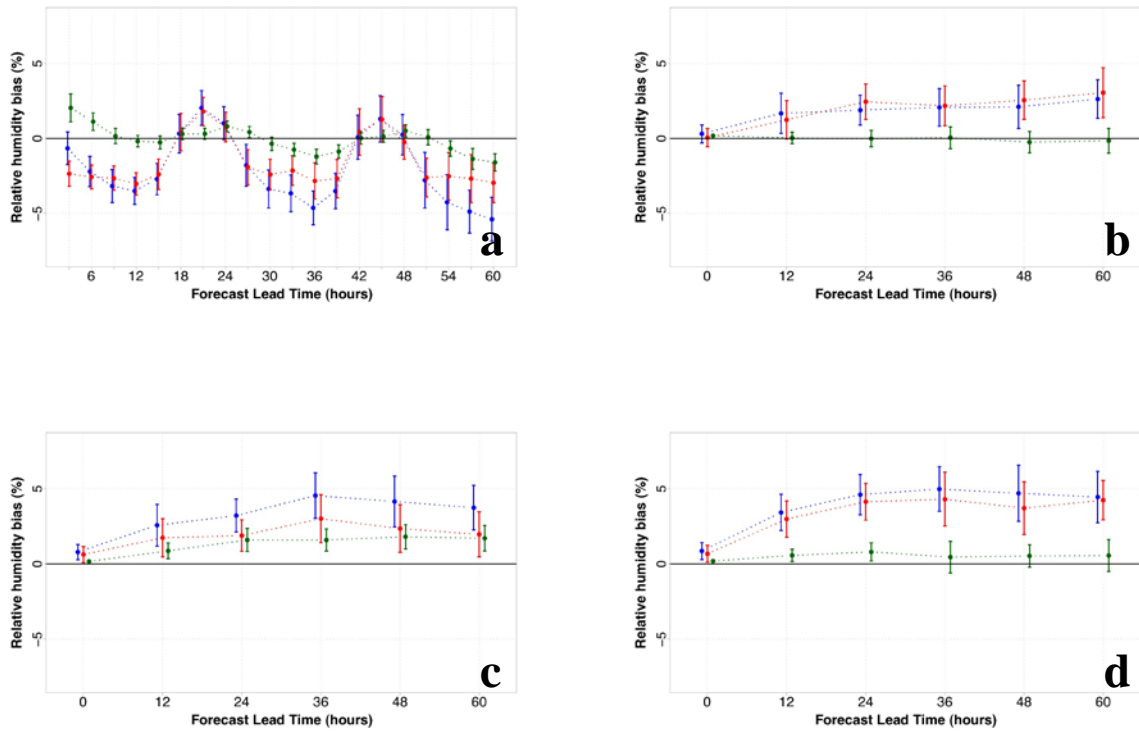 Relative humidity bias (%)
5
0
−5
6 12 18 24 30 36 42 48 54 60
Forecast Lead Time (hours)
a
Relative humidity bias (%)
5
0
−5
0 12 24 36 48 60
Forecast Lead Time (hours)
b
Relative humidity bias (%)
5
0
−5
0 12 24 36 48 60
Forecast Lead Time (hours)
c
Relative humidity bias (%)
5
0
−5
0 12 24 36 48 60
Forecast Lead Time (hours)
d